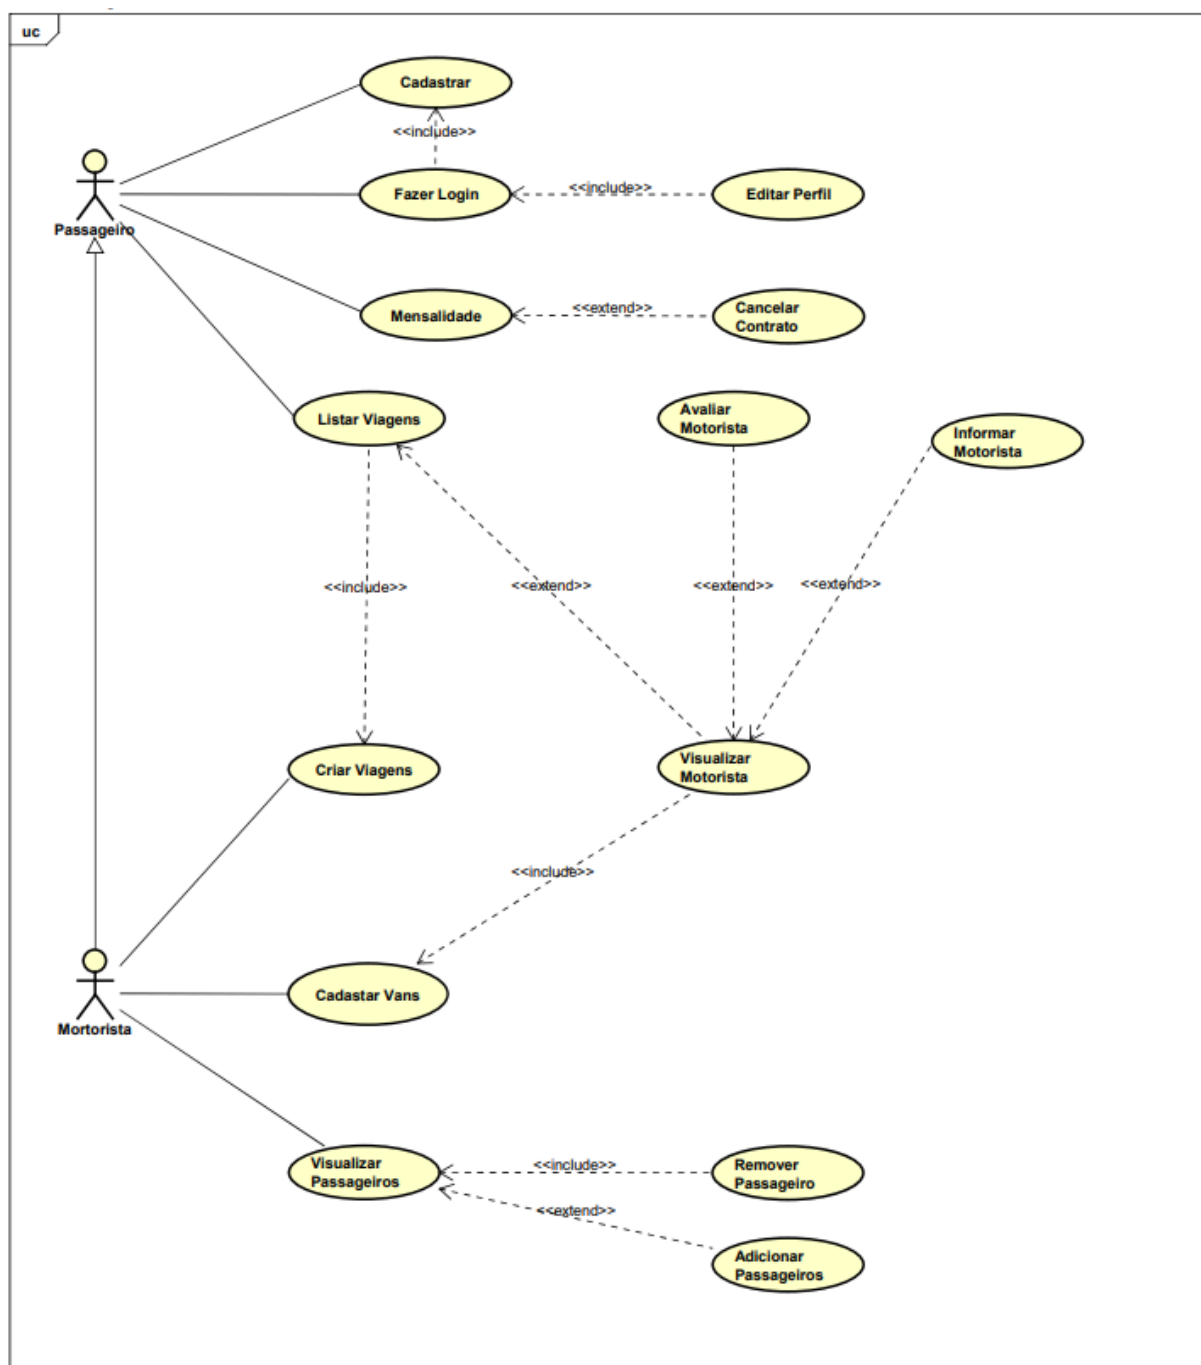 uc
Cadastrar
<<include>>
Fazer Login
<<include>>
Editar Perfil
Passageiro
Mensalidade
<<extend>>
Cancelar
Contrato
Listar Viagens
Avaliar
Motorista
Informar
Motorista
<<include>>
<<extend>>
<<extend>>
<<extend>>
Criar Viagens
Visualizar
Motorista
<<include>>
Cadastar Vans
Mortorista
Visualizar
Passageiros
<<include>>
Remover
Passageiro
<<extend>>
Adicionar
Passageiros